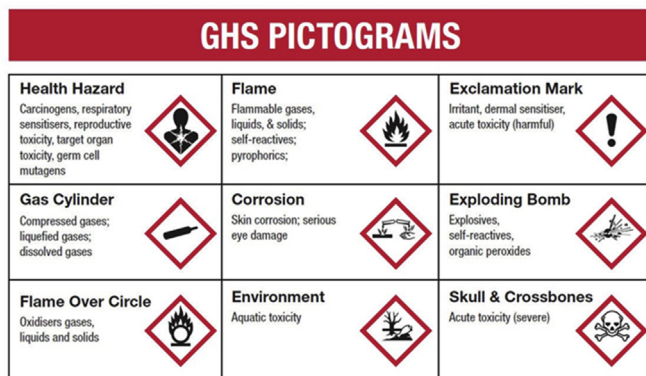 GHS PICTOGRAMS
Health Hazard
Carcinogens, respiratory
sensitisers, reproductive
toxicity, target organ
toxicity, germ cell
mutagens
Flame
Flammable gases,
liquids, & solids;
self-reactives;
pyrophorics;
Exclamation Mark
Irritant, dermal sensitiser,
acute toxicity (harmful)
Gas Cylinder
Compressed gases;
liquefied gases;
dissolved gases
Corrosion
Skin corrosion; serious
eye damage
Exploding Bomb
Explosives,
self-reactives,
organic peroxides
Flame Over Circle
Oxidisers gases,
liquids and solids
Environment
Aquatic toxicity
Skull & Crossbones
Acute toxicity (severe)